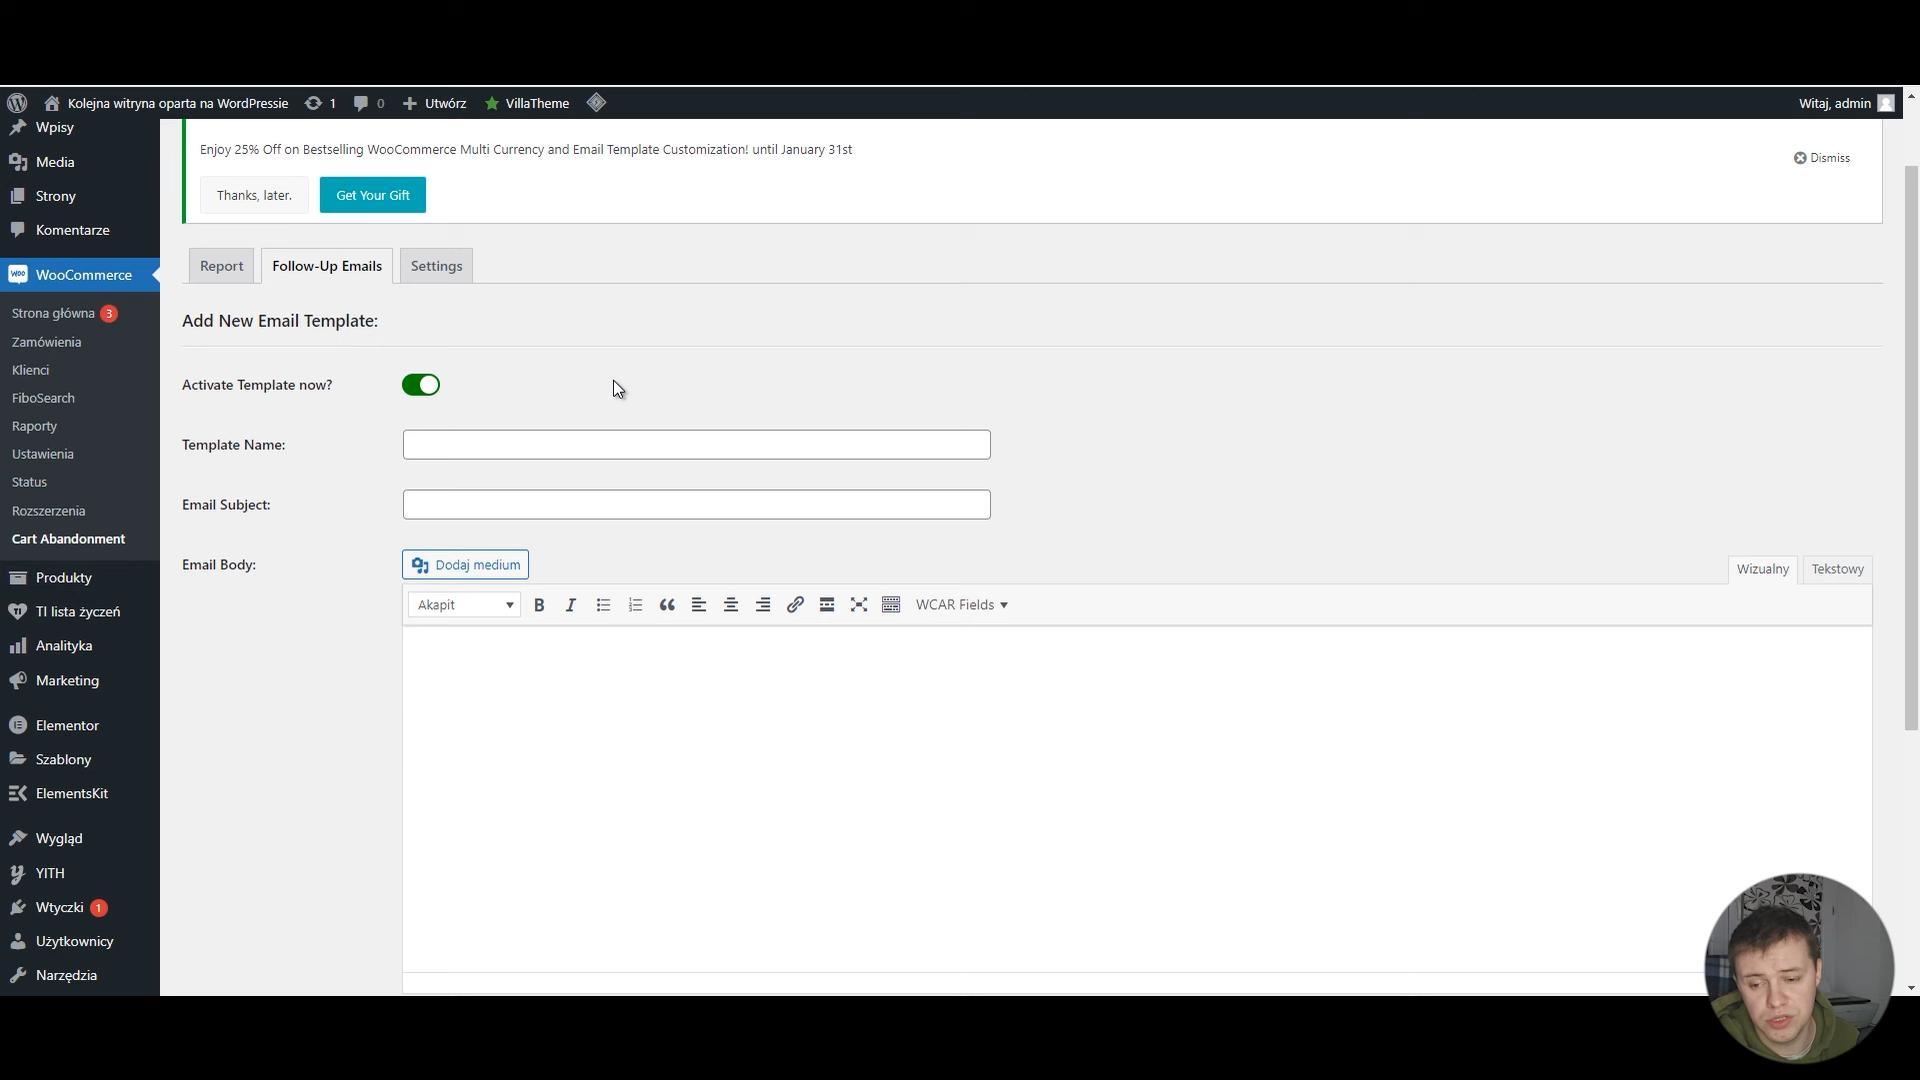 Kolejna witryna oparta na WordPressie 1 0 Utwórz VillaTheme Witaj, admin
Wpisy
Media
Strony
Komentarze
WooCommerce
Strona główna 3
Zamówienia
Klienci
FiboSearch
Raporty
Ustawienia
Status
Rozszerzenia
Cart Abandonment
Produkty
TI lista życzeń
Analityka
Marketing
Elementor
Szablony
ElementsKit
Wygląd
YITH
Wtyczki 1
Użytkownicy
Narzędzia
Enjoy 25% Off on Bestselling WooCommerce Multi Currency and Email Template Customization! until January 31st
Dismiss
Thanks, later. Get Your Gift
Report Follow-Up Emails Settings
Add New Email Template:
Activate Template now?
Template Name:
Email Subject:
Email Body: Dodaj medium
Wizualny Tekstowy
Akapit B I WCAR Fields